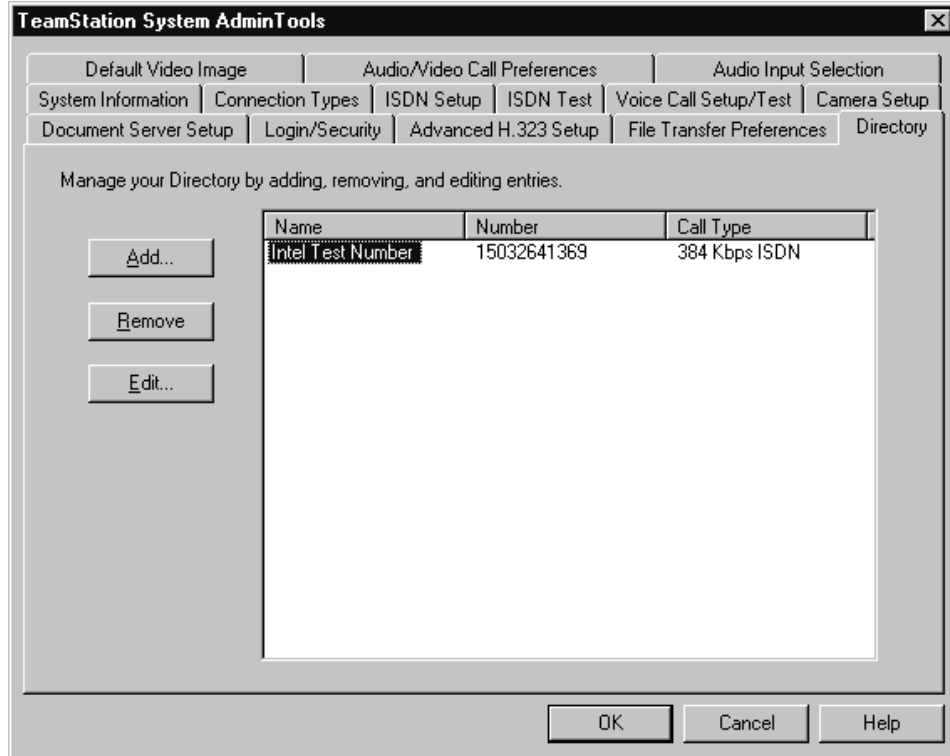 TeamStation System AdminTools
Default Video Image Audio/Video Call Preferences Audio Input Selection
System Information Connection Types ISDN Setup ISDN Test Voice Call Setup/Test Camera Setup
Document Server Setup Login/Security Advanced H.323 Setup File Transfer Preferences Directory
Manage your Directory by adding, removing, and editing entries.
Name Number Call Type
Intel Test Number 15032641369 384 Kbps ISDN
Add...
Remove
Edit...
OK Cancel Help